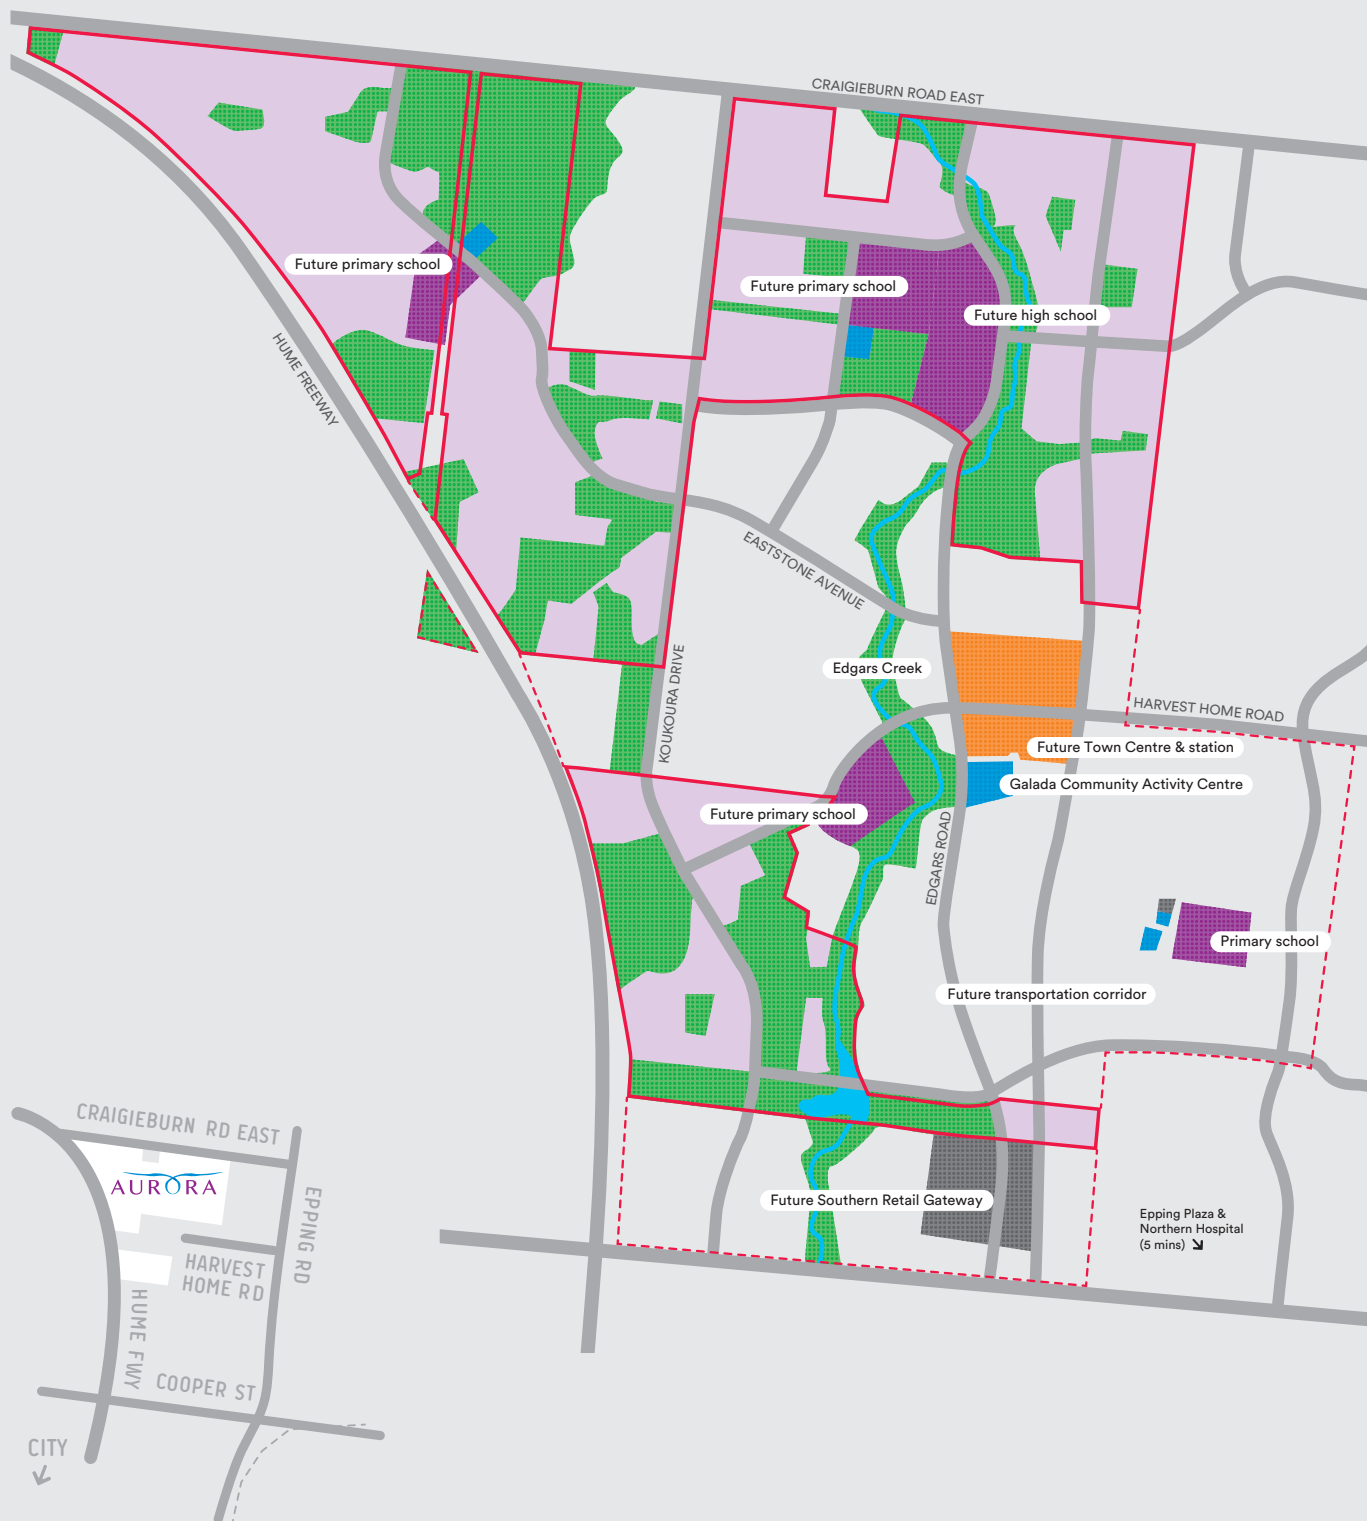 CRAIGIEBURN ROAD EAST
Future primary school
Future primary school
Future high school
HUME FREEWAY
EASTSTONE AVENUE
Edgars Creek
KOUKOURA DRIVE
HARVEST HOME ROAD
Future Town Centre & station
Galada Community Activity Centre
Future primary school
EDGARS ROAD
Primary school
Future transportation corridor
Future Southern Retail Gateway
Epping Plaza &
Northern Hospital
(5 mins)
CRAIGIEBURN RD EAST
AURORA
EPPING RD
HARVEST
HOME RD
HUME FWY
COOPER ST
CITY